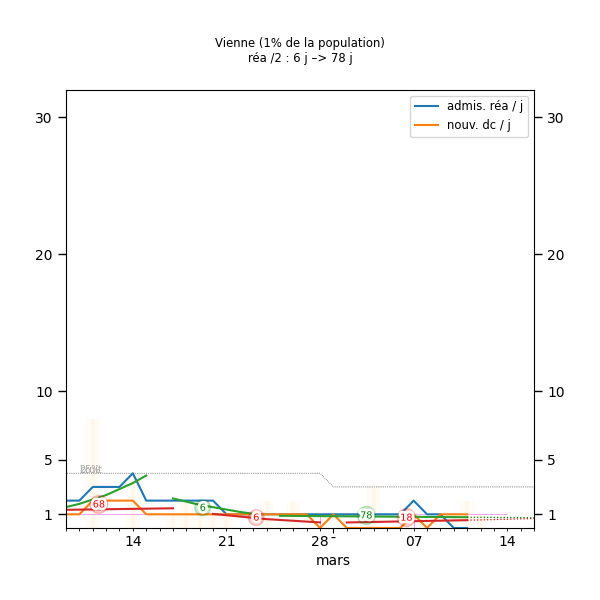 Vienne (1% de la population)
réa /2 : 6 j –> 78 j
admis. réa / j
nouv. dc / j
30 30
20 20
10 10
5 5
1 1
68 6 6 78 18
14 21 28 07 14
mars